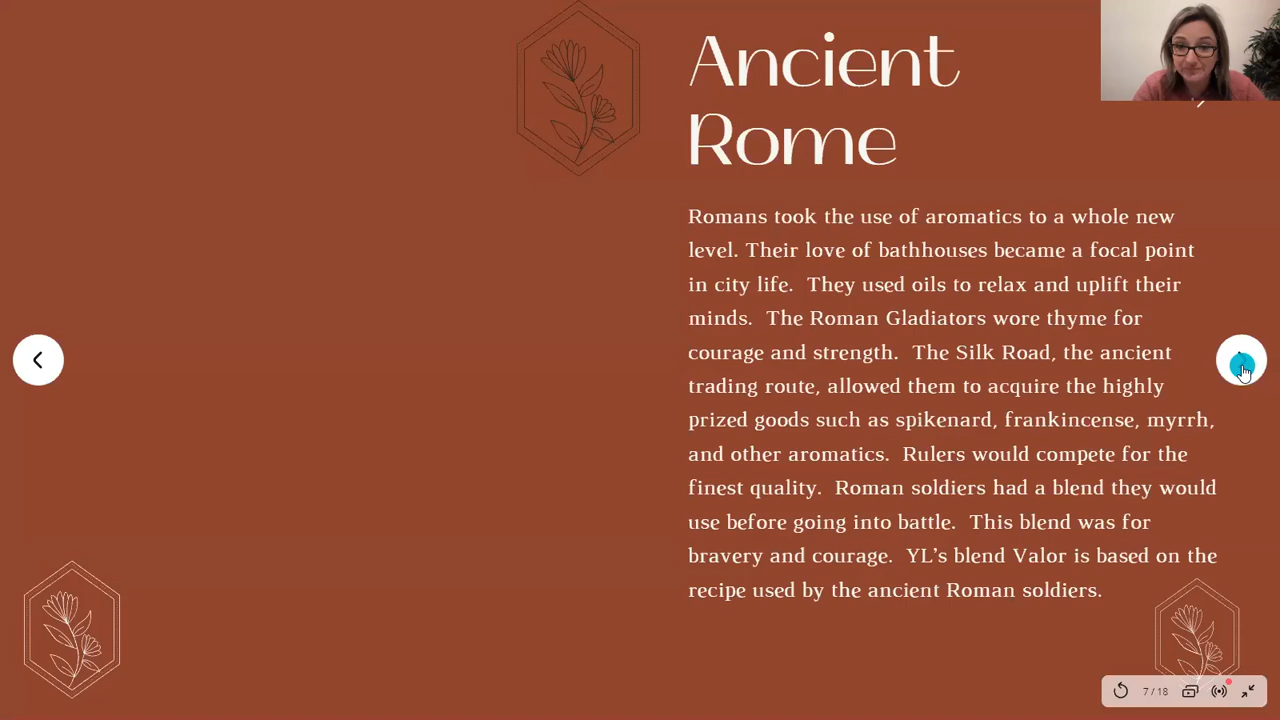 Ancient
Rome
Romans took the use of aromatics to a whole new
level. Their love of bathhouses became a focal point
in city life.  They used oils to relax and uplift their
minds.  The Roman Gladiators wore thyme for
courage and strength.  The Silk Road, the ancient
trading route, allowed them to acquire the highly
prized goods such as spikenard, frankincense, myrrh,
and other aromatics.  Rulers would compete for the
finest quality.  Roman soldiers had a blend they would
use before going into battle.  This blend was for
bravery and courage.  YL's blend Valor is based on the
recipe used by the ancient Roman soldiers.
7 / 18